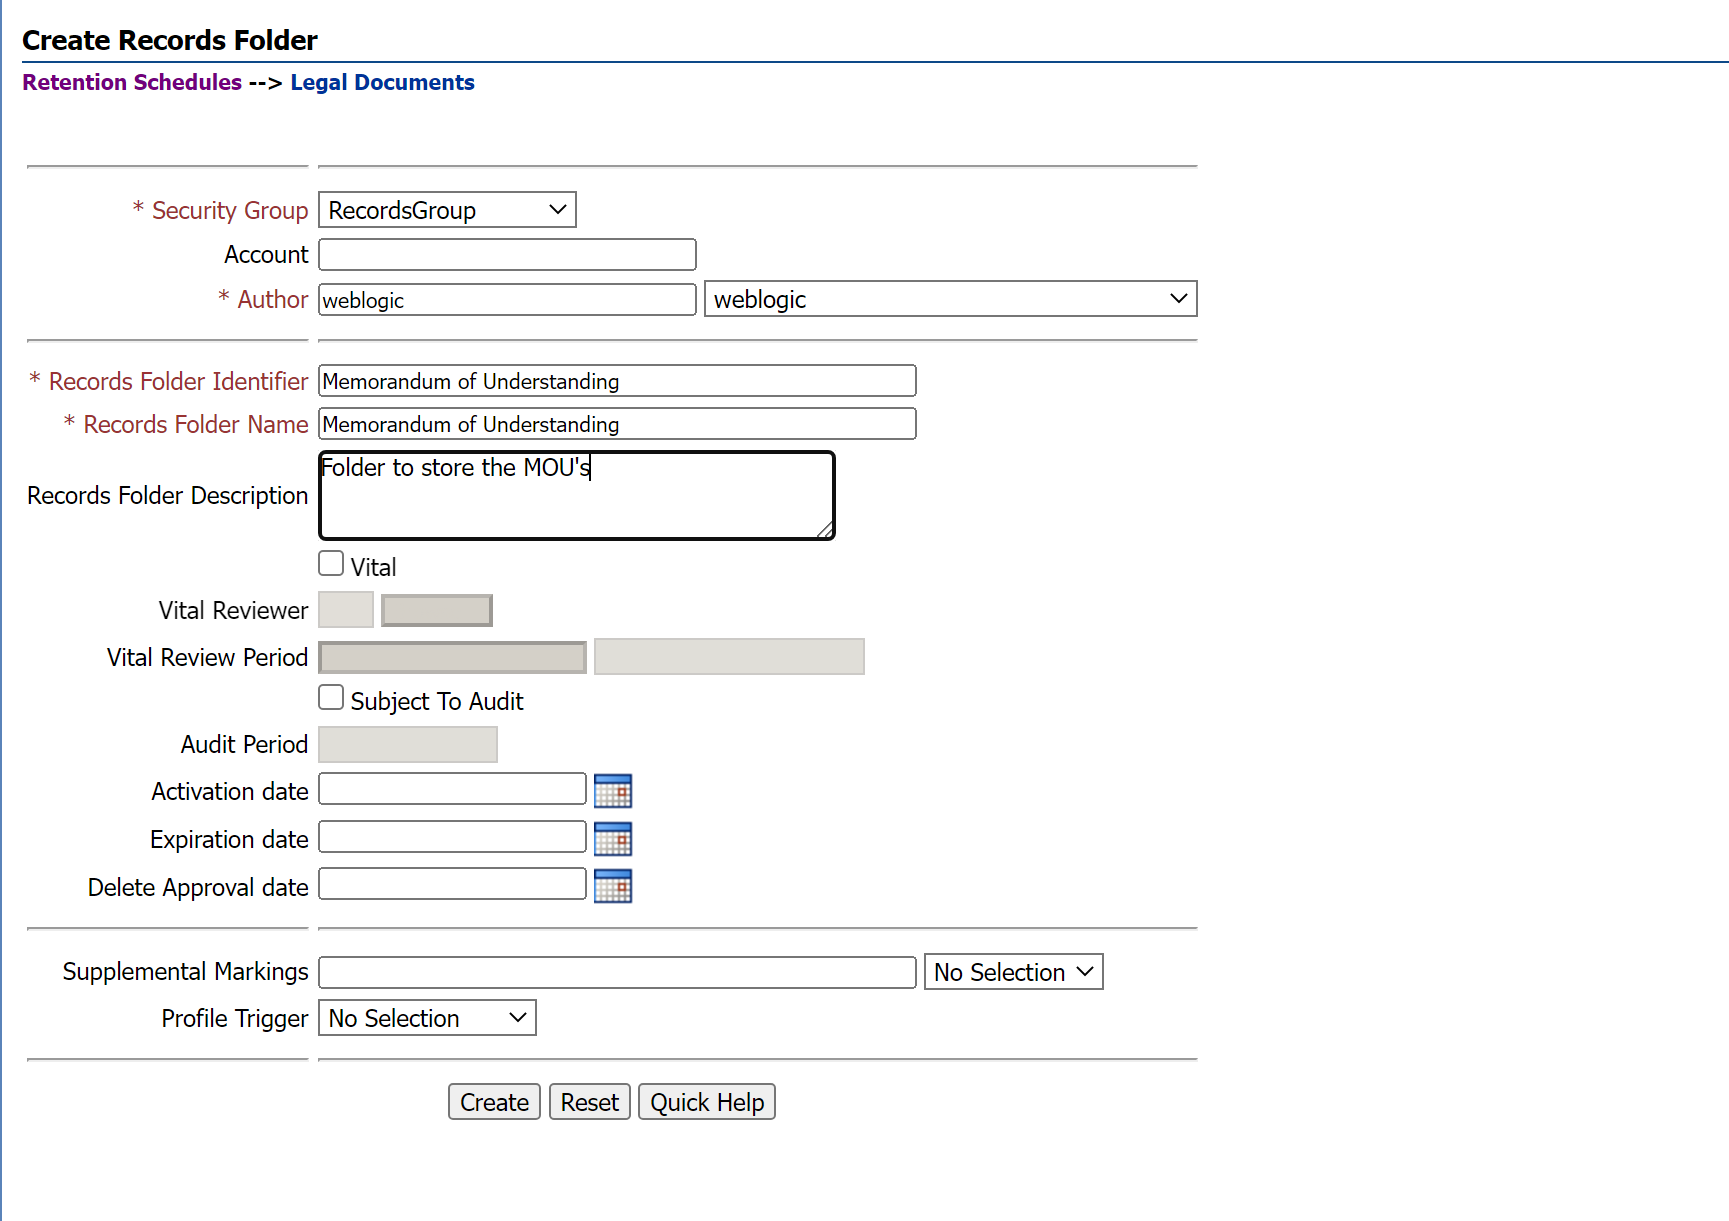 Create Records Folder
Retention Schedules --> Legal Documents
* Security Group RecordsGroup
Account
* Author weblogic weblogic
* Records Folder Identifier Memorandum of Understanding
* Records Folder Name Memorandum of Understanding
Records Folder Description Folder to store the MOU's
Vital
Vital Reviewer
Vital Review Period
Subject To Audit
Audit Period
Activation date
Expiration date
Delete Approval date
Supplemental Markings No Selection
Profile Trigger No Selection
Create Reset Quick Help